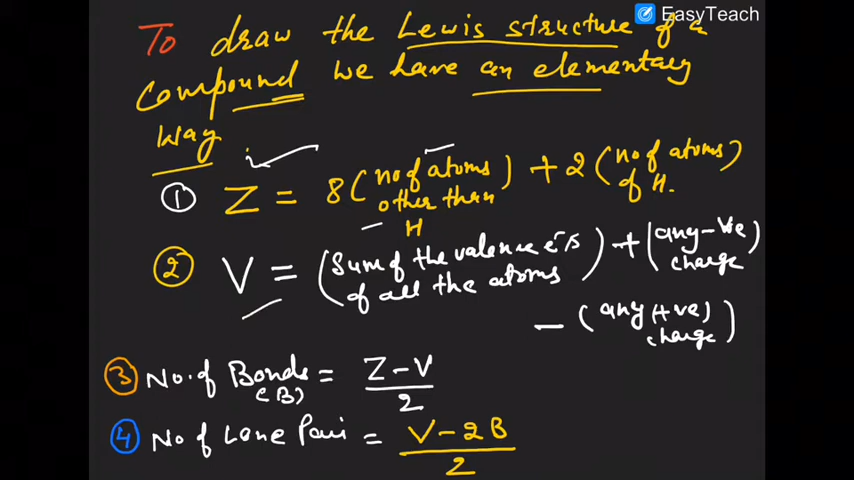 EasyTeach
To draw the Lewis structure of a
compound we have an elementary
way
① Z = 8 (no of atoms other than H) + 2 (no of atoms of H.)
② V = (Sum of the valence e⁻s of all the atoms) + (any -ve charge)
- (any +ve charge)
③ No. of Bonds (B) = Z - V / 2
④ No of Lone Pair = V - 2B / 2